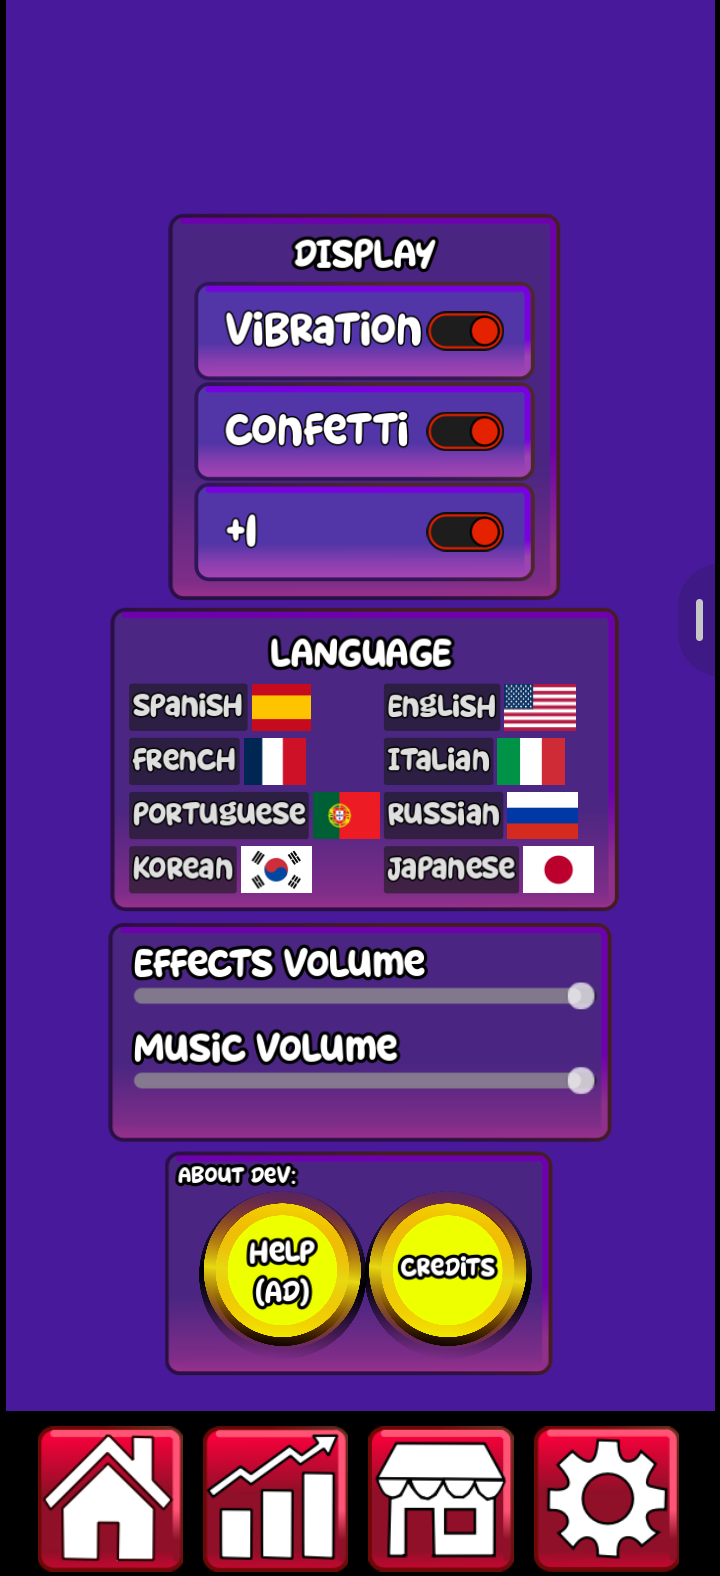 DISPLAY
VIBRATION
CONFETTI
+1
LANGUAGE
SPANISH
ENGLISH
FRENCH
ITALIAN
PORTUGUESE
RUSSIAN
KOREAN
JAPANESE
EFFECTS VOLUME
MUSIC VOLUME
ABOUT DEV:
HELP
(AD)
CREDITS